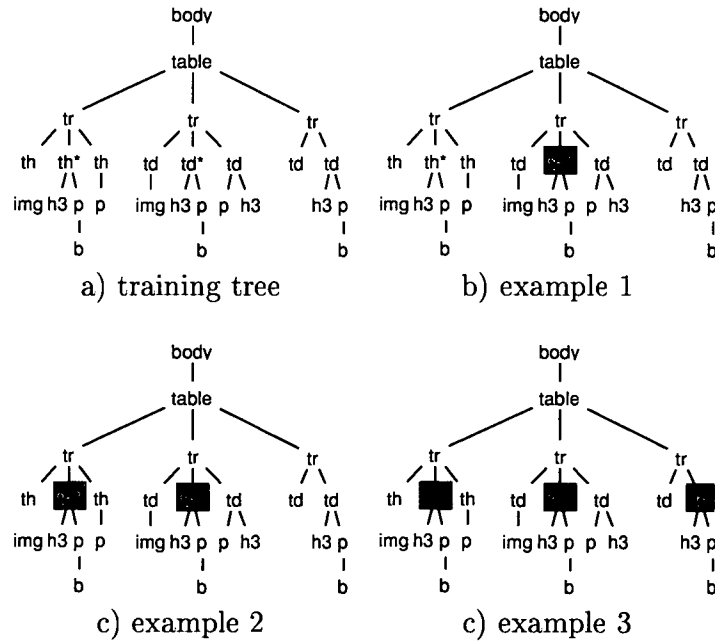 body body
table table
tr tr tr tr tr tr
th th* th td td* td td td th th* th td td td td
img h3 p p img h3 p p h3 h3 p img h3 p p img h3 p p h3 h3 p
b b b b b b
a) training tree b) example 1
body body
table table
tr tr tr tr tr tr
th th td td td td th th td td td
img h3 p p img h3 p p h3 h3 p img h3 p p img h3 p p h3 h3 p
b b b b b b
c) example 2 c) example 3